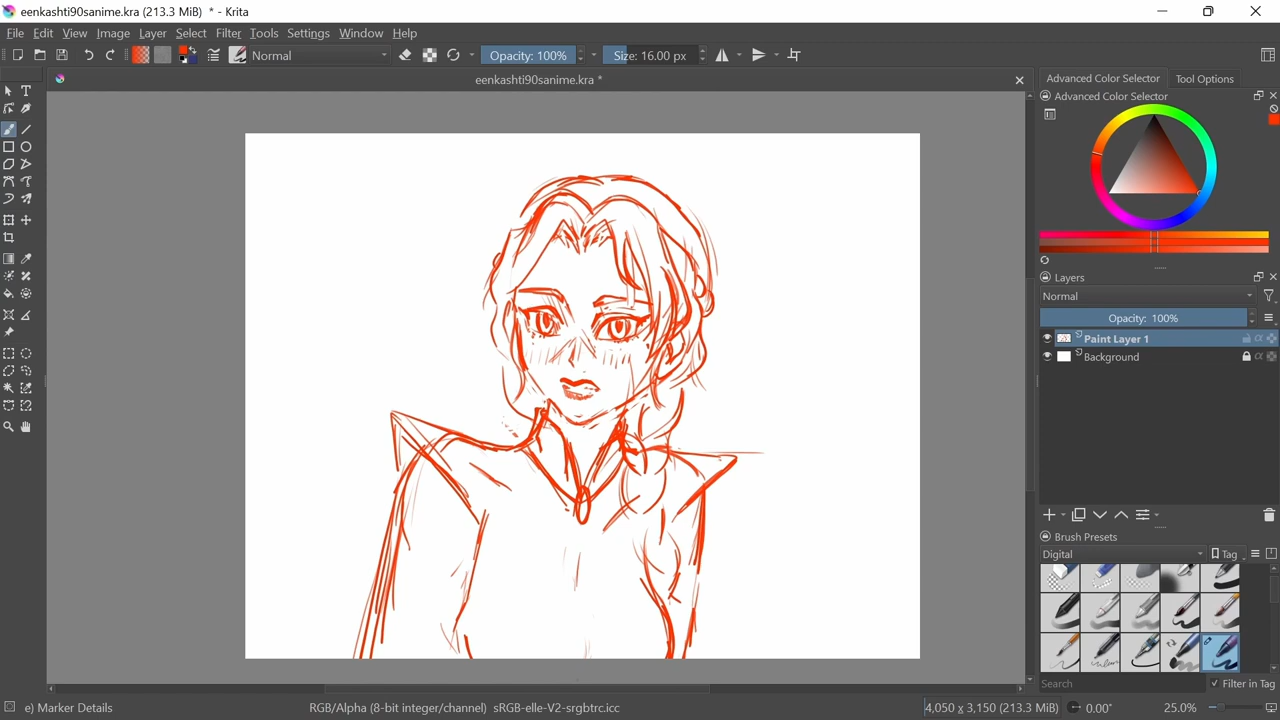 eenkashti90sanime.kra (213.3 MiB) * - Krita
File Edit View Image Layer Select Filter Tools Settings Window Help
Normal Opacity: 100% Size: 16.00 px
eenkashti90sanime.kra *
Advanced Color Selector Tool Options
Advanced Color Selector
Layers
Normal
Opacity: 100%
Paint Layer 1
Background
Brush Presets
Digital Tag
Search Filter in Tag
e) Marker Details RGB/Alpha (8-bit integer/channel) sRGB-elle-V2-srgbtrc.icc 4,050 x 3,150 (213.3 MiB) 0.00° 25.0%